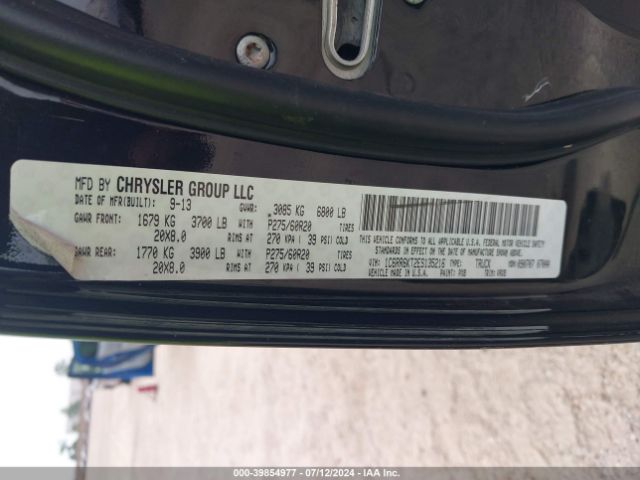 MFD BY CHRYSLER GROUP LLC
DATE OF MFR(BUILT): 9-13 GVWR: 3085 KG 6800 LB
GAWR FRONT: 1679 KG 3700 LB P275/60R20 TIRES
20X8.0 RIMS AT 270 KPA ( 39 PSI) COLD
GAWR REAR: 1770 KG 3900 LB P275/60R20 TIRES
20X8.0 RIMS AT 270 KPA ( 39 PSI) COLD
THIS VEHICLE CONFORMS TO ALL APPLICABLE U.S.A. FEDERAL MOTOR VEHICLE SAFETY
STANDARDS IN EFFECT ON THE DATE OF MANUFACTURE SHOWN ABOVE.
VIN: 1C6RR6KT2ES135216 TYPE: TRUCK MDH:
VEHICLE MADE IN U.S.A. PAINT: PXB TRIM:
000-39854977 - 07/12/2024 - IAA Inc.